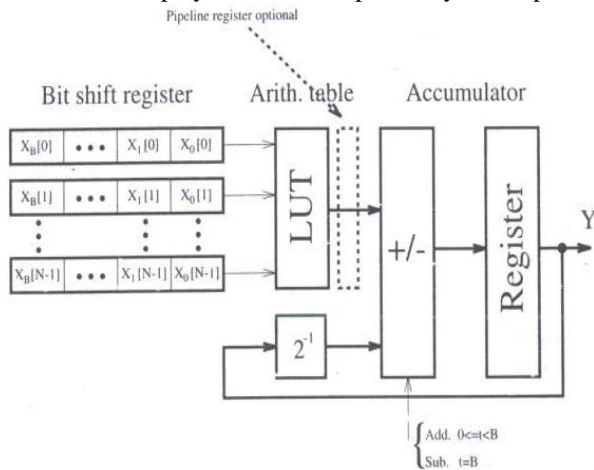 Pipeline register optional
Bit shift register
Arith. table
Accumulator
X_B[0] ••• X_1[0] X_0[0]
X_B[1] ••• X_1[1] X_0[1]
X_B[N-1] ••• X_1[N-1] X_0[N-1]
LUT
+/-
Register
Y
2^-1
Add. 0<=t<B
Sub. t=B